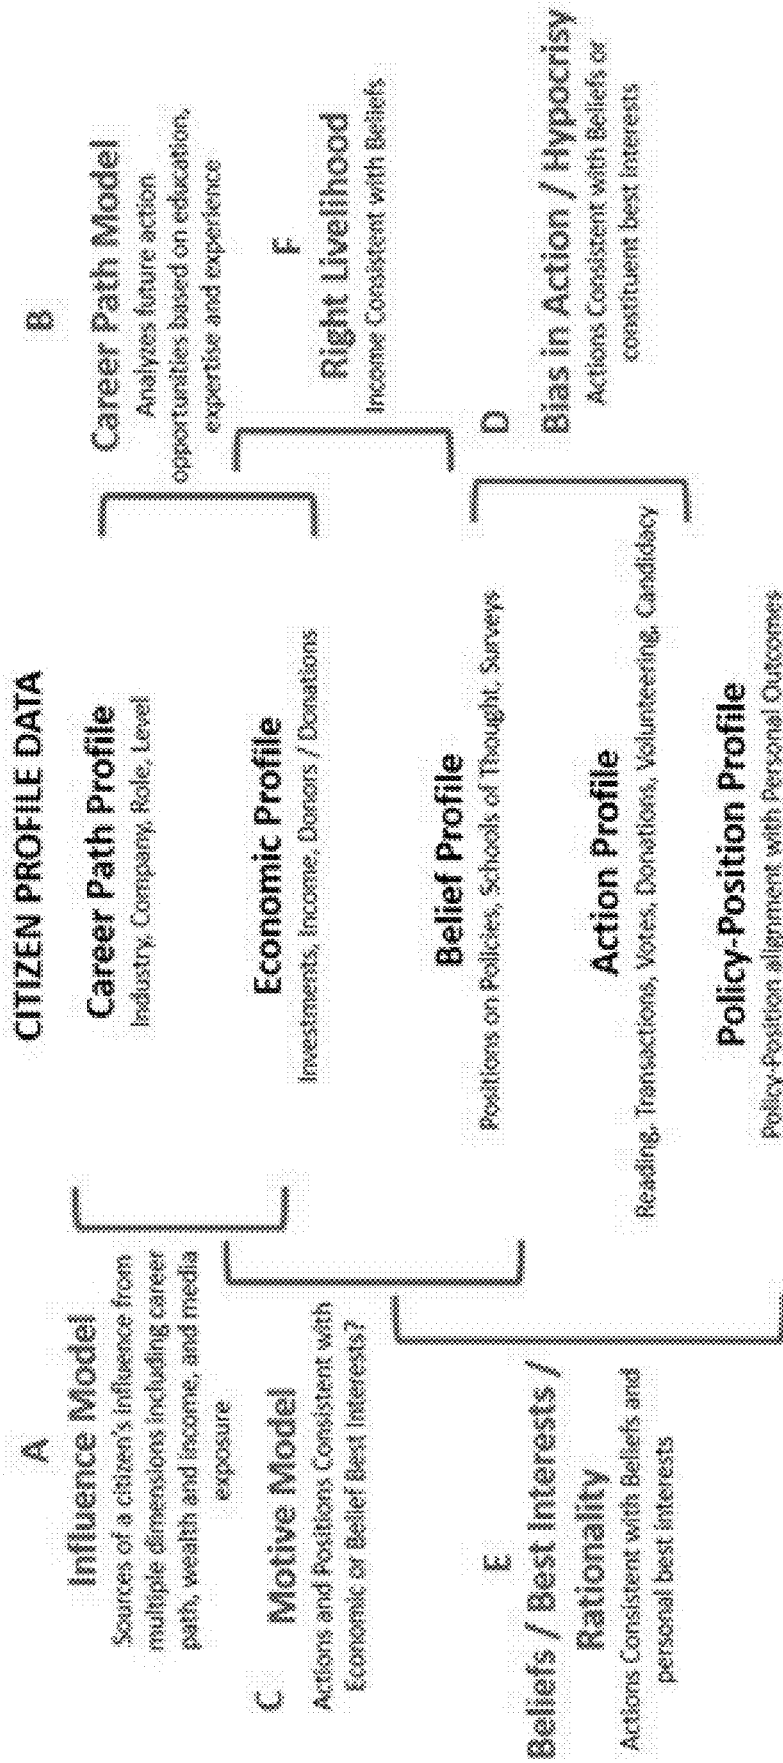 CITIZEN PROFILE DATA
A
Influence Model
Sources of a citizen's influence from
multiple dimensions including career
path, wealth and income, and media
exposure
C
Motive Model
Actions and Positions Consistent with
Economic or Belief Best Interests?
E
Beliefs / Best Interests /
Rationality
Actions Consistent with Beliefs and
personal best interests
Career Path Profile
Industry, Company, Role, Level
Economic Profile
Investments, Income, Donors / Donations
Belief Profile
Positions on Policies, Schools of Thought, Surveys
Action Profile
Reading, Transactions, Votes, Donations, Volunteering, Candidacy
Policy-Position Profile
Policy-Position alignment with Personal Outcomes
B
Career Path Model
Analyzes future action
opportunities based on education,
expertise and experience
F
Right Livelihood
Income Consistent with Beliefs
D
Bias in Action / Hypocrisy
Actions Consistent with Beliefs or
constituent best interests